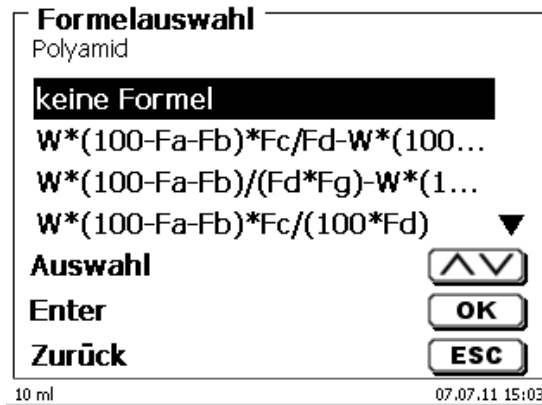 Formelauswahl
Polyamid
keine Formel
W*(100-Fa-Fb)*Fc/Fd-W*(100...
W*(100-Fa-Fb)/(Fd*Fg)-W*(1...
W*(100-Fa-Fb)*Fc/(100*Fd)
Auswahl
Enter OK
Zurück ESC
10 ml 07.07.11 15:03